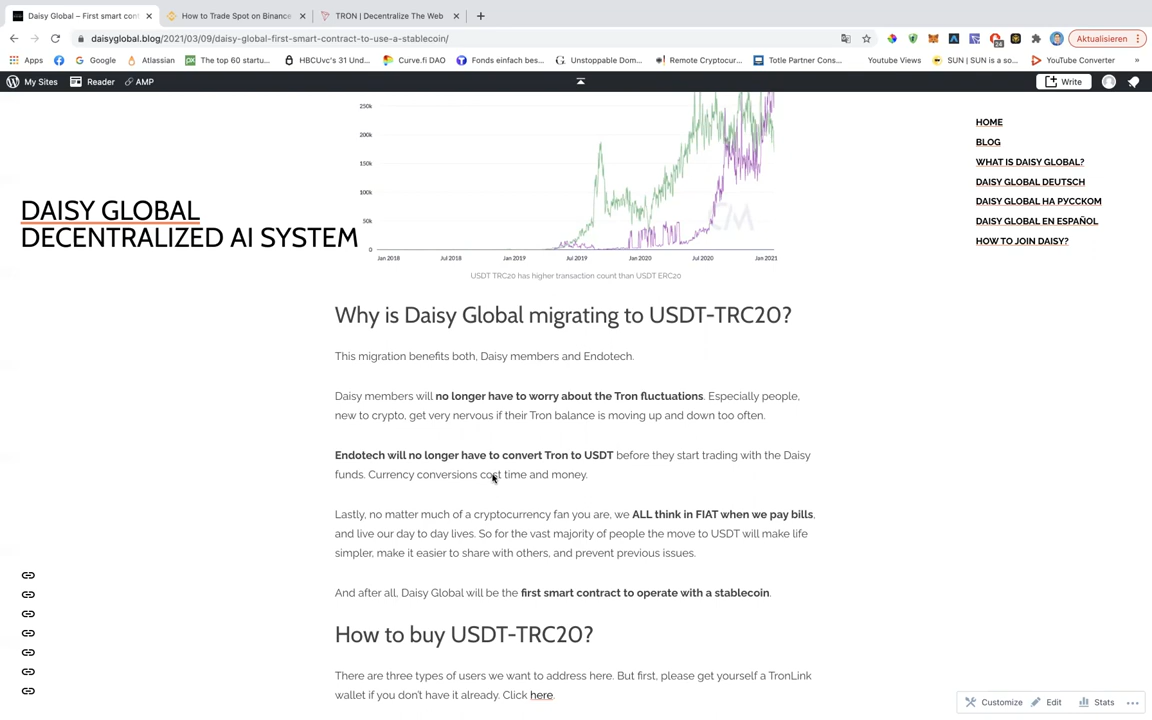 Daisy Global – First smart con
How to Trade Spot on Binance
TRON | Decentralize The Web
daisyglobal.blog/2021/03/09/daisy-global-first-smart-contract-to-use-a-stablecoin/
24
Aktualisieren
Apps
Google
Atlassian
The top 60 startu...
HBCUvc's 31 Und...
Curve.fi DAO
Fonds einfach bes...
Unstoppable Dom...
Remote Cryptocur...
Totle Partner Cons...
Youtube Views
SUN | SUN is a so...
YouTube Converter
»
My Sites
Reader
AMP
Write
250k
200k
150k
100k
50k
0
Jan 2018
Jul 2018
Jan 2019
Jul 2019
Jan 2020
Jul 2020
Jan 2021
USDT TRC20 has higher transaction count than USDT ERC20
DAISY GLOBAL
DECENTRALIZED AI SYSTEM
HOME
BLOG
WHAT IS DAISY GLOBAL?
DAISY GLOBAL DEUTSCH
DAISY GLOBAL НА РУССКОМ
DAISY GLOBAL EN ESPAÑOL
HOW TO JOIN DAISY?
Why is Daisy Global migrating to USDT-TRC20?
This migration benefits both, Daisy members and Endotech.
Daisy members will no longer have to worry about the Tron fluctuations. Especially people,
new to crypto, get very nervous if their Tron balance is moving up and down too often.
Endotech will no longer have to convert Tron to USDT before they start trading with the Daisy
funds. Currency conversions cost time and money.
Lastly, no matter much of a cryptocurrency fan you are, we ALL think in FIAT when we pay bills,
and live our day to day lives. So for the vast majority of people the move to USDT will make life
simpler, make it easier to share with others, and prevent previous issues.
And after all, Daisy Global will be the first smart contract to operate with a stablecoin.
How to buy USDT-TRC20?
There are three types of users we want to address here. But first, please get yourself a TronLink
wallet if you don't have it already. Click here.
Customize
Edit
Stats